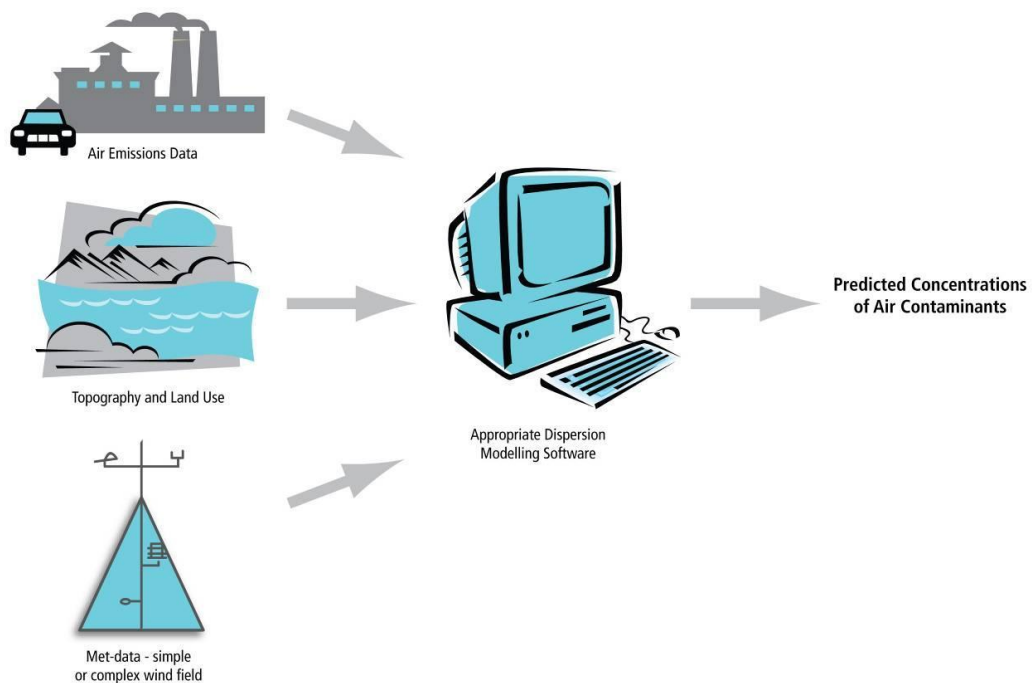 Air Emissions Data
Topography and Land Use
Met-data - simple
or complex wind field
Appropriate Dispersion
Modelling Software
Predicted Concentrations
of Air Contaminants